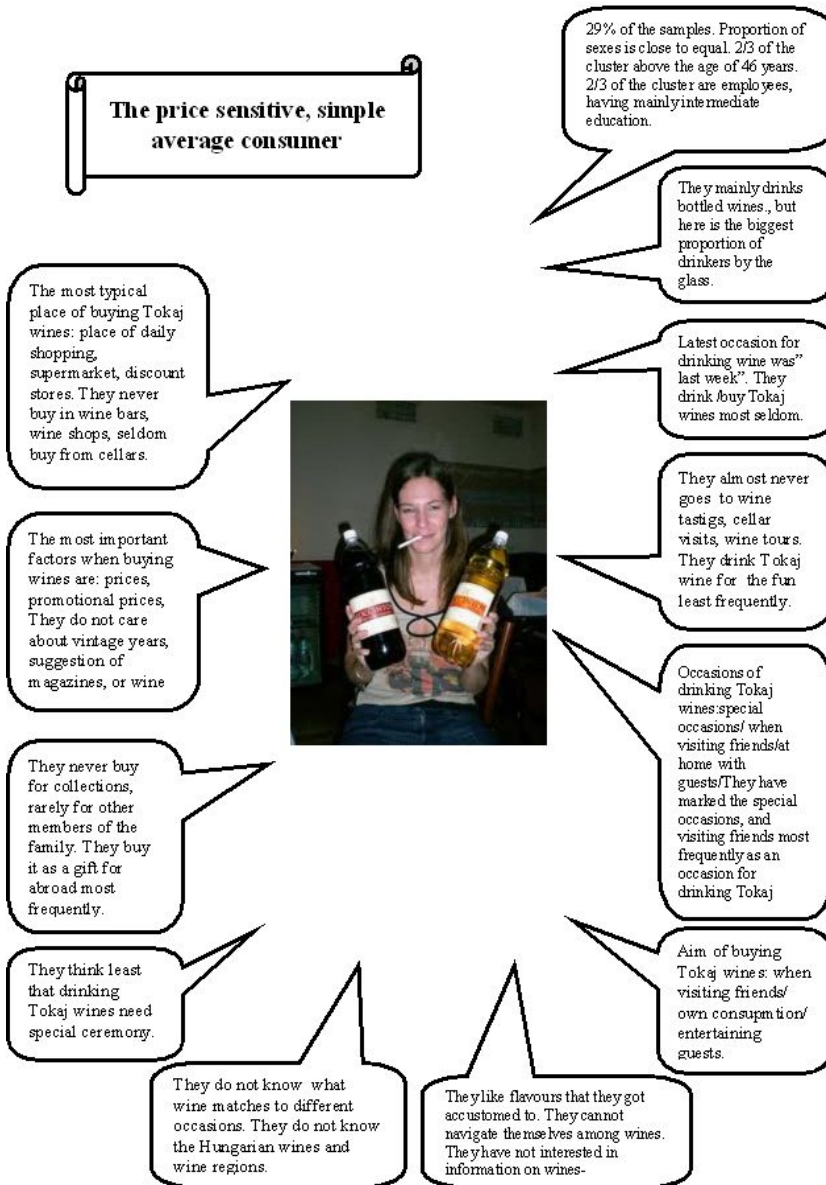 The price sensitive, simple
average consumer
29% of the samples. Proportion of
sexes is close to equal. 2/3 of the
cluster above the age of 46 years.
2/3 of the cluster are employees,
having mainly intermediate
education.
They mainly drinks
bottled wines., but
here is the biggest
proportion of
drinkers by the
glass.
The most typical
place of buying Tokaj
wines: place of daily
shopping,
supermarket, discount
stores. They never
buy in wine bars,
wine shops, seldom
buy from cellars.
Latest occasion for
drinking wine was”
last week”. They
drink /buy Tokaj
wines most seldom.
They almost never
goes to wine
tastigs, cellar
visits, wine tours.
They drink Tokaj
wine for the fun
least frequently.
The most important
factors when buying
wines are: prices,
promotional prices,
They do not care
about vintage years,
suggestion of
magazines, or wine
Occasions of
drinking Tokaj
wines:special
occasions/ when
visiting friends/at
home with
guests/They have
marked the special
occasions, and
visiting friends most
frequently as an
occasion for
drinking Tokaj
They never buy
for collections,
rarely for other
members of the
family. They buy
it as a gift for
abroad most
frequently.
Aim of buying
Tokaj wines: when
visiting friends/
own consupmtion/
entertaining
guests.
They think least
that drinking
Tokaj wines need
special ceremony.
They do not know what
wine matches to different
occasions. They do not know
the Hungarian wines and
wine regions.
They like flavours that they got
accustomed to. They cannot
navigate themselves among wines.
They have not interested in
information on wines-